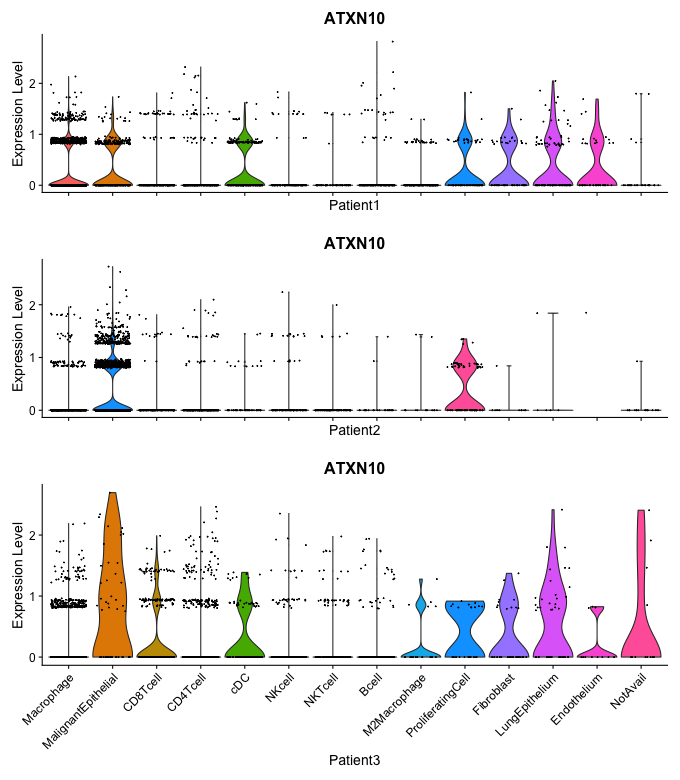 ATXN10
Expression Level
2
1
0
Patient1
ATXN10
Expression Level
2
1
0
Patient2
ATXN10
Expression Level
2
1
0
Macrophage
MalignantEpithelial
CD8Tcell
CD4Tcell
cDC
NKcell
NKTcell
Bcell
M2Macrophage
ProliferatingCell
Fibroblast
LungEpithelium
Endothelium
NotAvail
Patient3